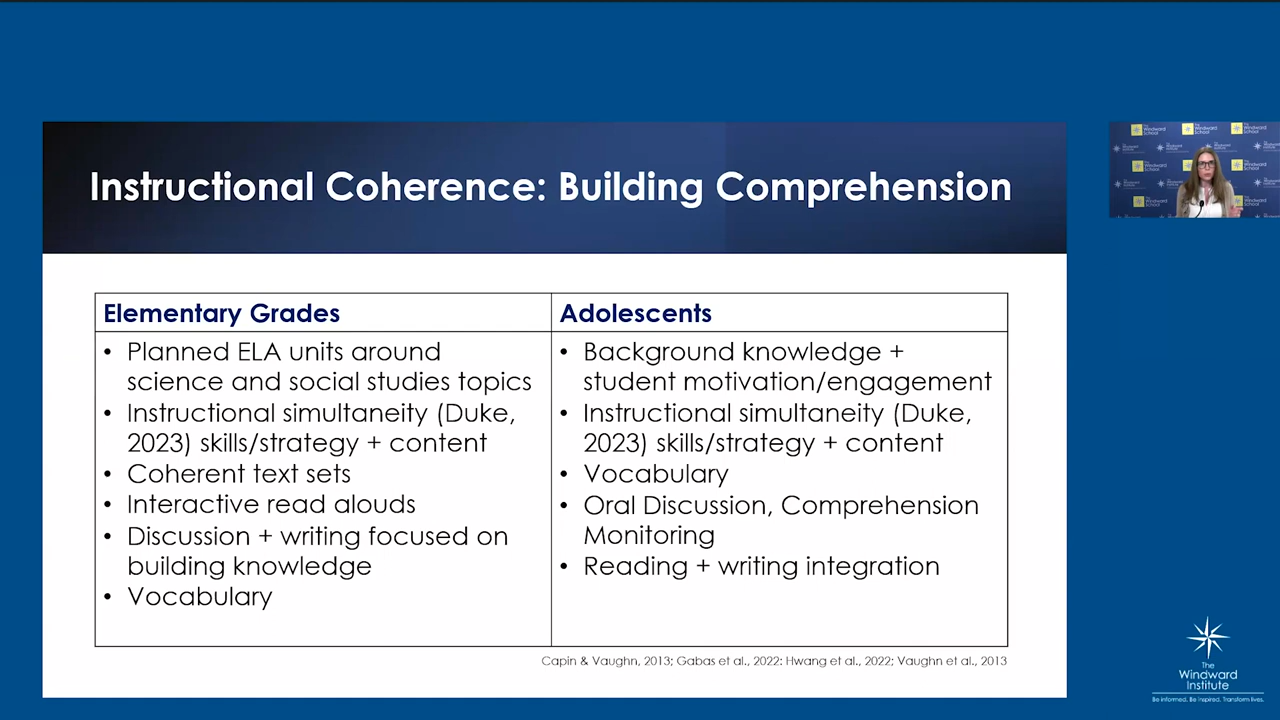 Instructional Coherence: Building Comprehension
Elementary Grades
• Planned ELA units around
science and social studies topics
• Instructional simultaneity (Duke,
2023) skills/strategy + content
• Coherent text sets
• Interactive read alouds
• Discussion + writing focused on
building knowledge
• Vocabulary
Adolescents
• Background knowledge +
student motivation/engagement
• Instructional simultaneity (Duke,
2023) skills/strategy + content
• Vocabulary
• Oral Discussion, Comprehension
Monitoring
• Reading + writing integration
Capin & Vaughn, 2013; Gabas et al., 2022: Hwang et al., 2022; Vaughn et al., 2013
The
Windward
School
The
Windward
Institute
Be informed. Be inspired. Transform lives.